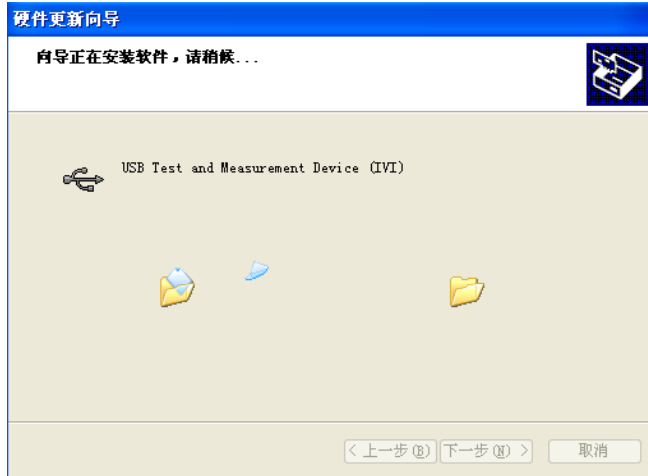 硬件更新向导
向导正在安装软件，请稍候...
USB Test and Measurement Device (IVI)
< 上一步(B) 下一步(N) > 取消